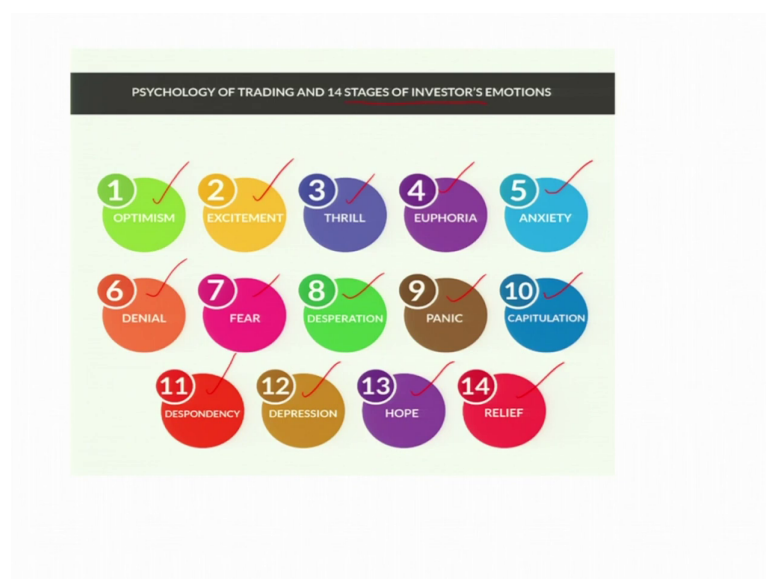 PSYCHOLOGY OF TRADING AND 14 STAGES OF INVESTOR'S EMOTIONS
1 OPTIMISM
2 EXCITEMENT
3 THRILL
4 EUPHORIA
5 ANXIETY
6 DENIAL
7 FEAR
8 DESPERATION
9 PANIC
10 CAPITULATION
11 DESPONDENCY
12 DEPRESSION
13 HOPE
14 RELIEF